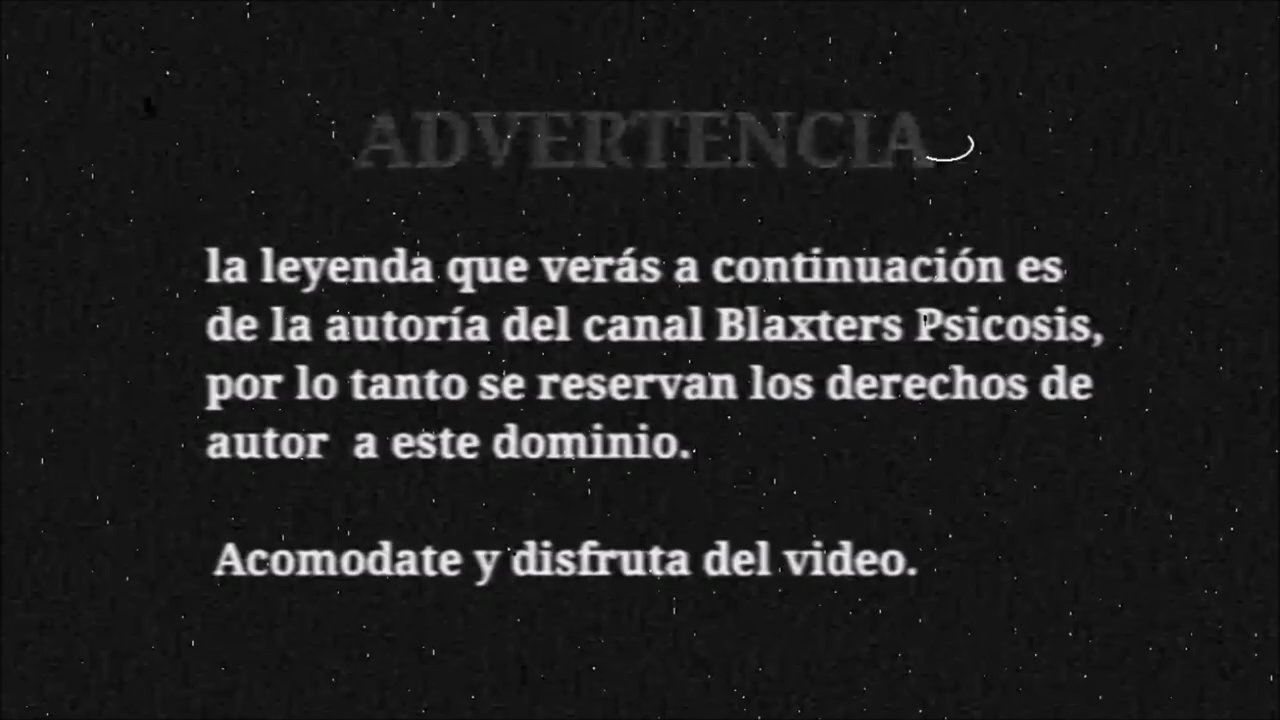 ADVERTENCIA
la leyenda que verás a continuación es
de la autoría del canal Blaxters Psicosis,
por lo tanto se reservan los derechos de
autor a este dominio.
Acomodate y disfruta del video.